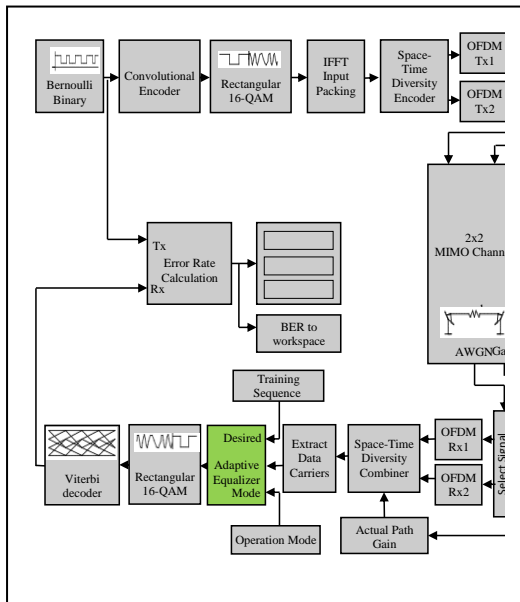 Bernoulli
Binary
Convolutional
Encoder
Rectangular
16-QAM
IFFT
Input
Packing
Space-
Time
Diversity
Encoder
OFDM
Tx1
OFDM
Tx2
2x2
MIMO Chann
AWGN
Ga
Tx
Error Rate
Calculation
Rx
BER to
workspace
Training
Sequence
Viterbi
decoder
Rectangular
16-QAM
Desired
Adaptive
Equalizer
Mode
Extract
Data
Carriers
Space-Time
Diversity
Combiner
OFDM
Rx1
OFDM
Rx2
Select Signal
Operation Mode
Actual Path
Gain